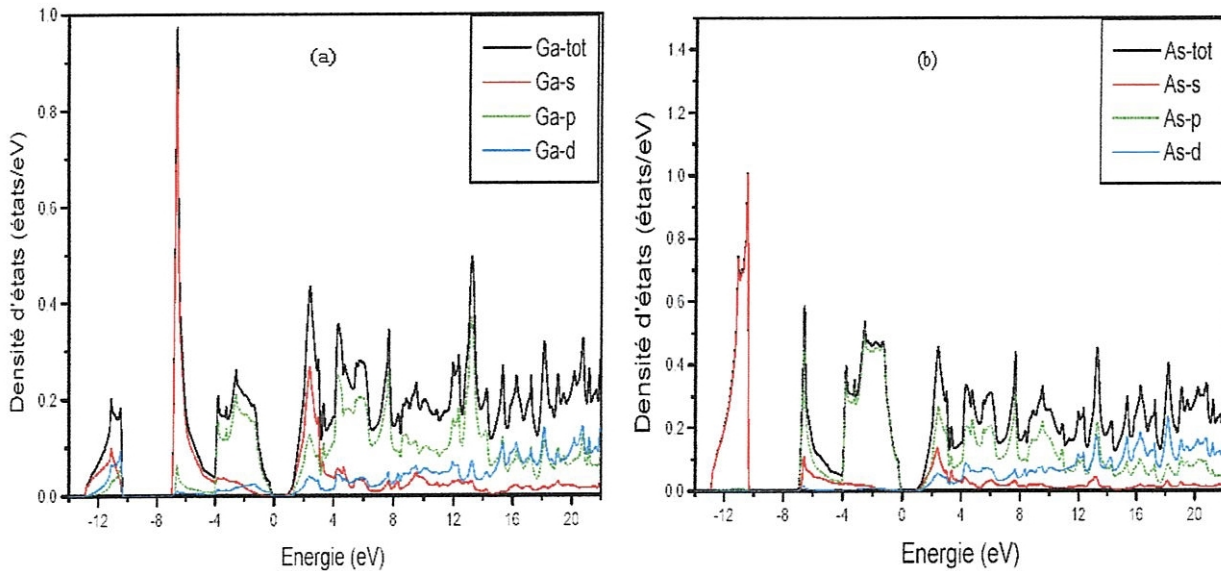 1.0
0.8
0.6
0.4
0.2
0.0
-12 -8 -4 0 4 8 12 16 20
Densité d'états (états/eV)
Energie (eV)
(a)
Ga-tot
Ga-s
Ga-p
Ga-d
1.4
1.2
1.0
0.8
0.6
0.4
0.2
0.0
-12 -8 -4 0 4 8 12 16 20
Densité d'états (états/eV)
Energie (eV)
(b)
As-tot
As-s
As-p
As-d